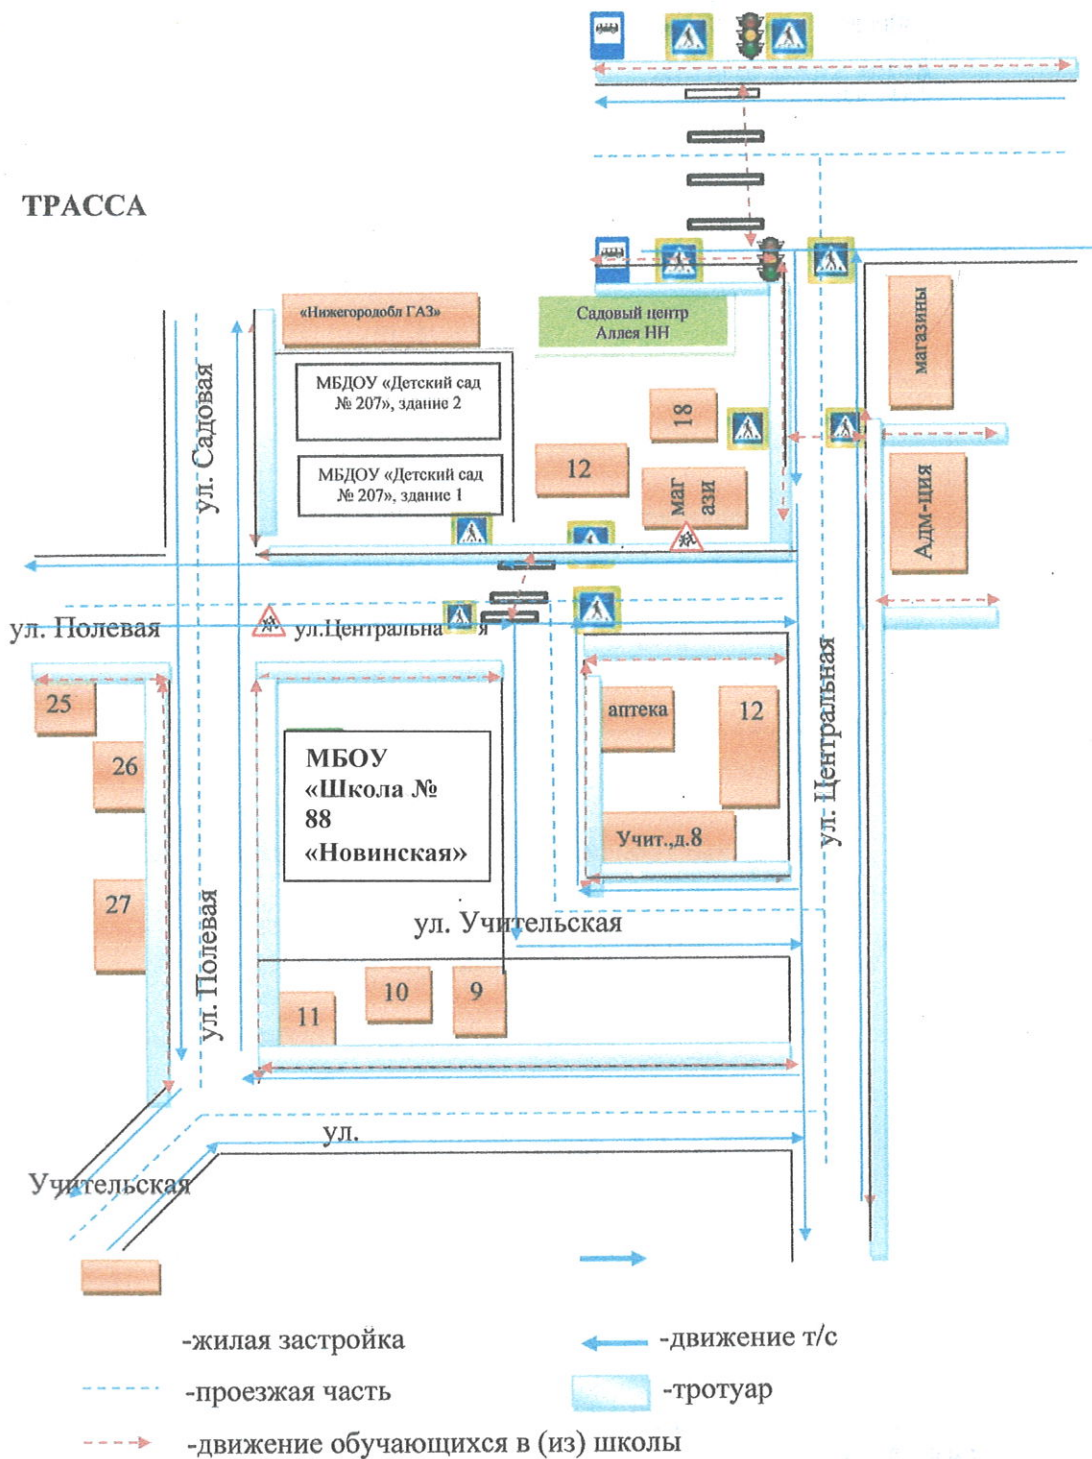 ТРАССА
«Нижегородобл ГАЗ»
Садовый центр
Аллея НН
магазины
ул. Садовая
МБДОУ «Детский сад
№ 207», здание 2
18
МБДОУ «Детский сад
№ 207», здание 1
12
маг
ази
Адм-ция
ул. Полевая
ул.Центральна
я
25
26
27
аптека
12
ул. Центральная
МБОУ
«Школа №
88
«Новинская»
Учит.,д.8
ул. Полевая
ул. Учительская
11
10
9
ул.
Учительская
-жилая застройка
-движение т/с
-проезжая часть
-тротуар
-движение обучающихся в (из) школы